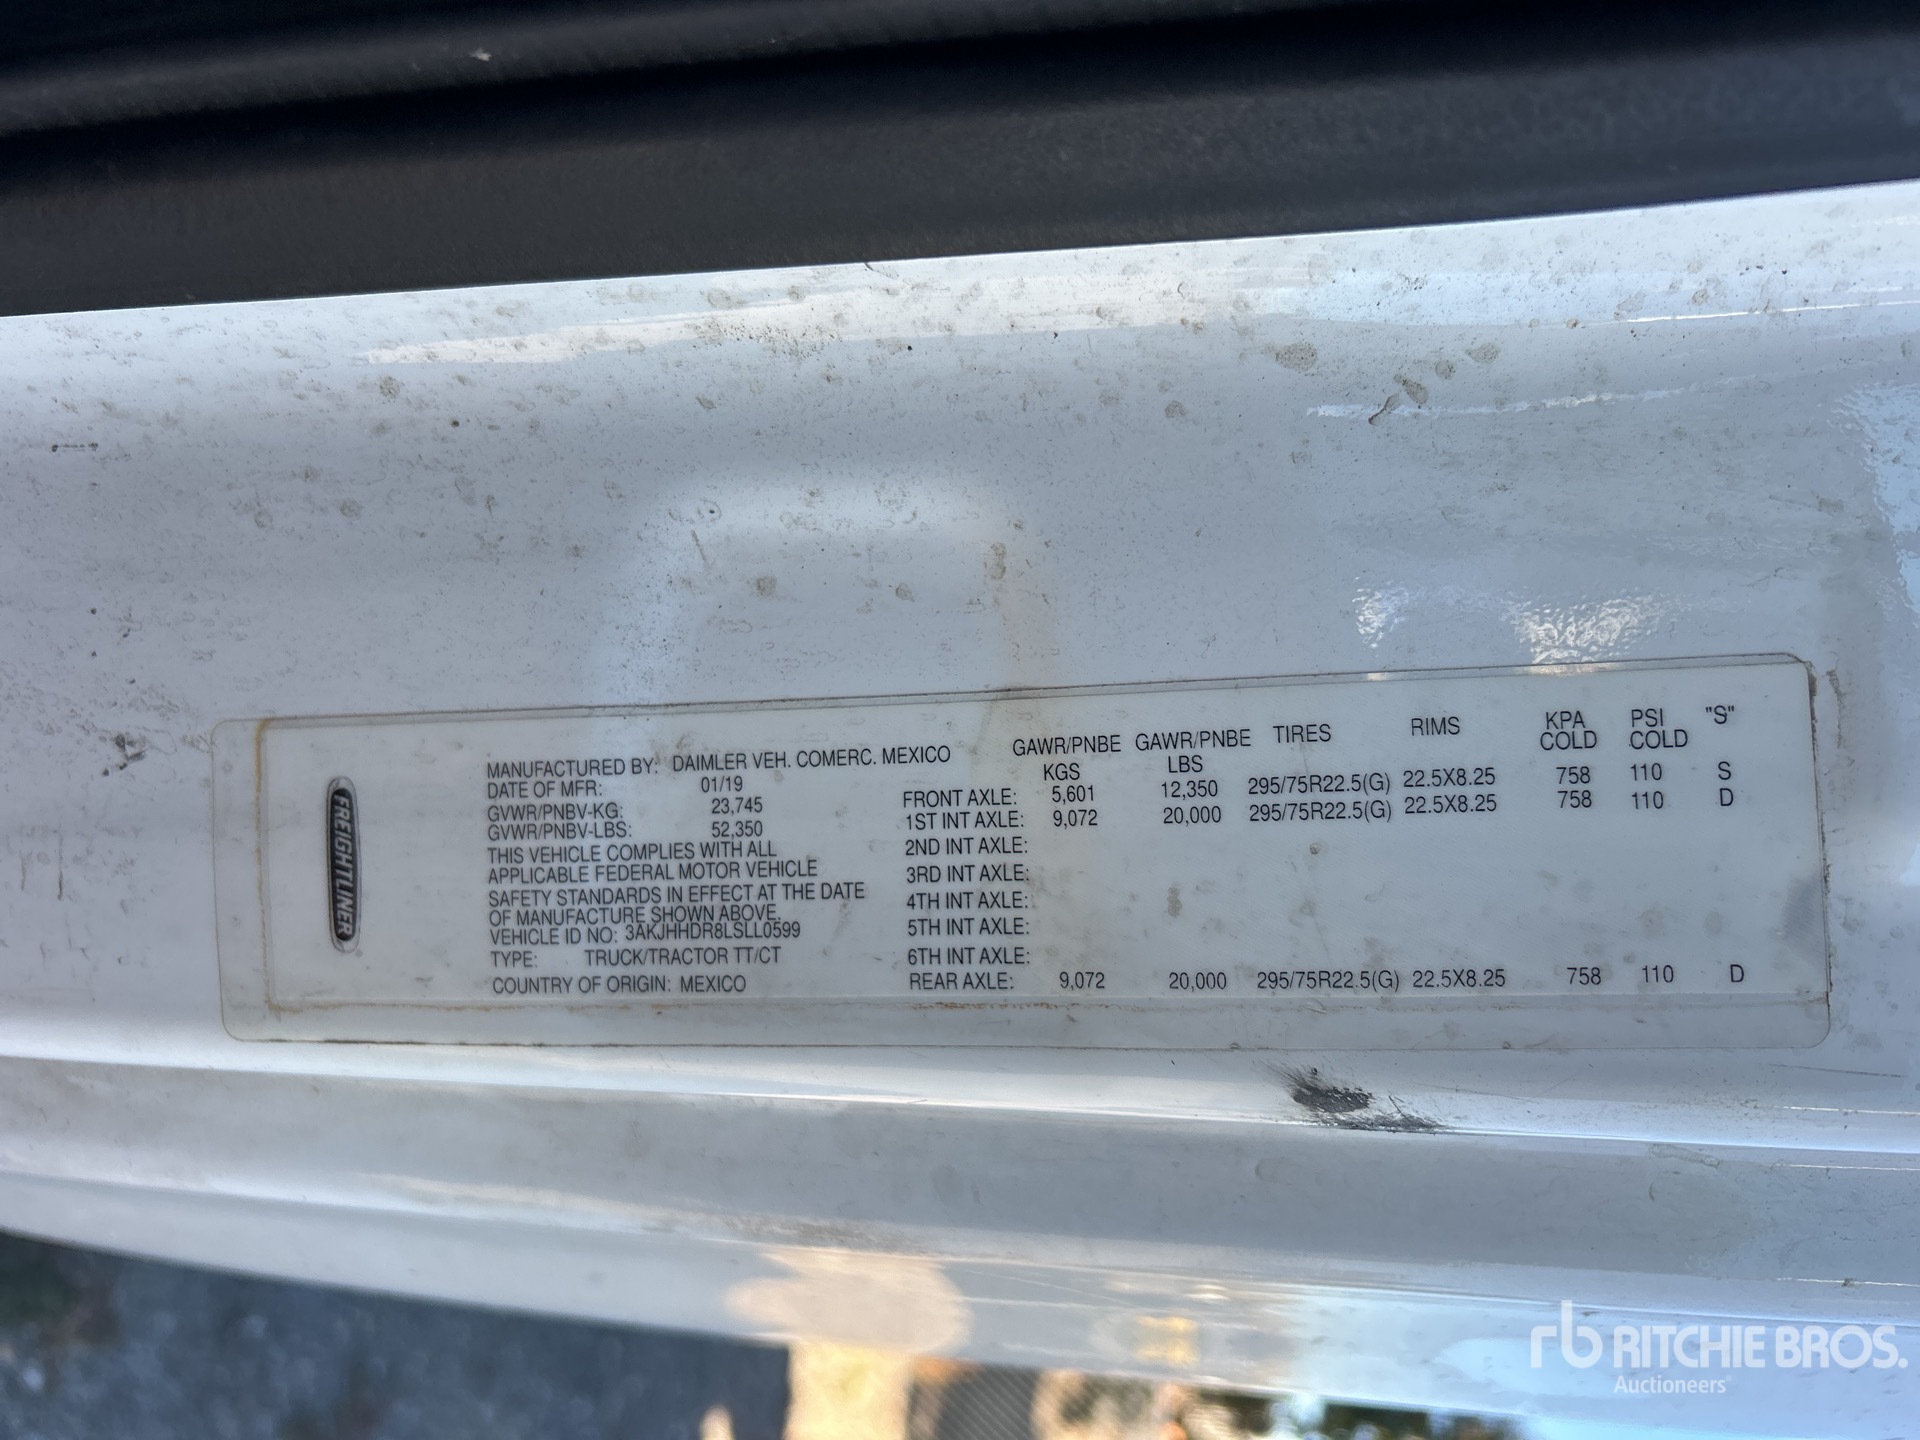 FREIGHTLINER
MANUFACTURED BY: DAIMLER VEH. COMERC. MEXICO
DATE OF MFR: 01/19
GVWR/PNBV-KG: 23,745
GVWR/PNBV-LBS: 52,350
THIS VEHICLE COMPLIES WITH ALL
APPLICABLE FEDERAL MOTOR VEHICLE
SAFETY STANDARDS IN EFFECT AT THE DATE
OF MANUFACTURE SHOWN ABOVE.
VEHICLE ID NO: 3AKJHHDR8LSLL0599
TYPE: TRUCK/TRACTOR TT/CT
COUNTRY OF ORIGIN: MEXICO
GAWR/PNBE GAWR/PNBE TIRES RIMS KPA PSI "S"
KGS LBS COLD COLD
FRONT AXLE: 5,601 12,350 295/75R22.5(G) 22.5X8.25 758 110 S
1ST INT AXLE: 9,072 20,000 295/75R22.5(G) 22.5X8.25 758 110 D
2ND INT AXLE:
3RD INT AXLE:
4TH INT AXLE:
5TH INT AXLE:
6TH INT AXLE:
REAR AXLE: 9,072 20,000 295/75R22.5(G) 22.5X8.25 758 110 D
rb RITCHIE BROS.
Auctioneers